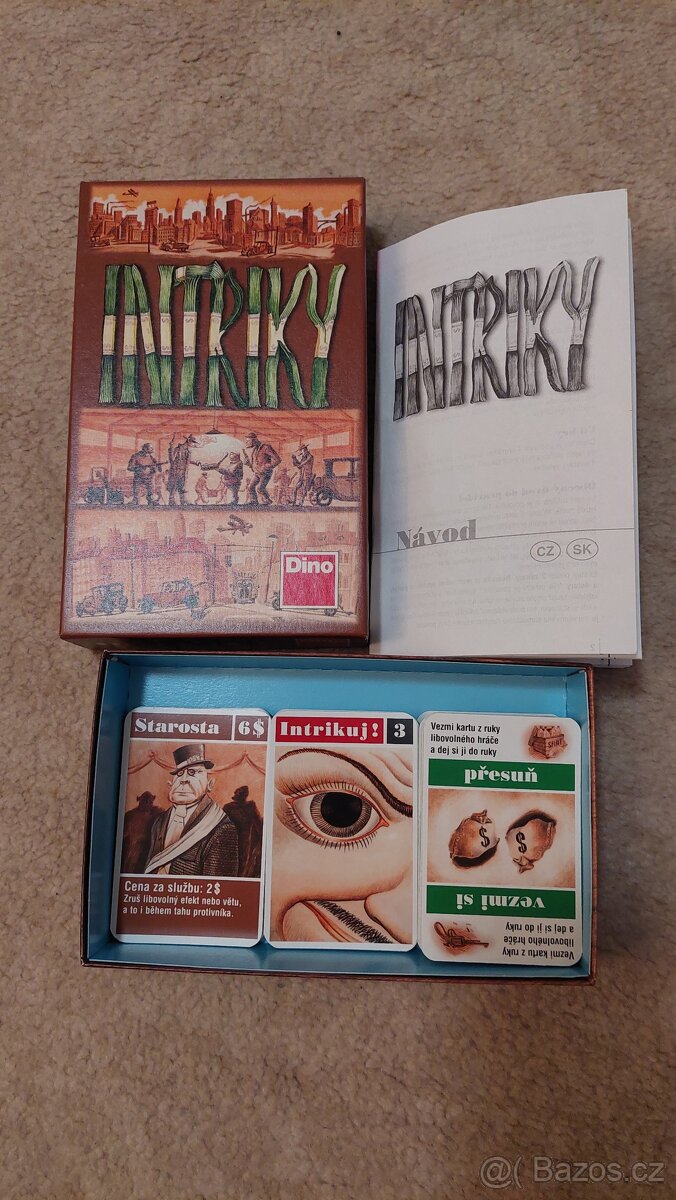 INTRIKY
Dino
INTRIKY
Návod
CZ SK
2
Starosta 6$
Cena za službu: 2$
Zruš libovolný efekt nebo větu,
a to i během tahu protivníka.
Intrikuj! 3
Vezmi kartu z ruky
libovolného hráče
a dej si ji do ruky
přesuň
$ $
vezmi si
Vezmi kartu z ruky
libovolného hráče
a dej si ji do ruky
@( Bazos.cz